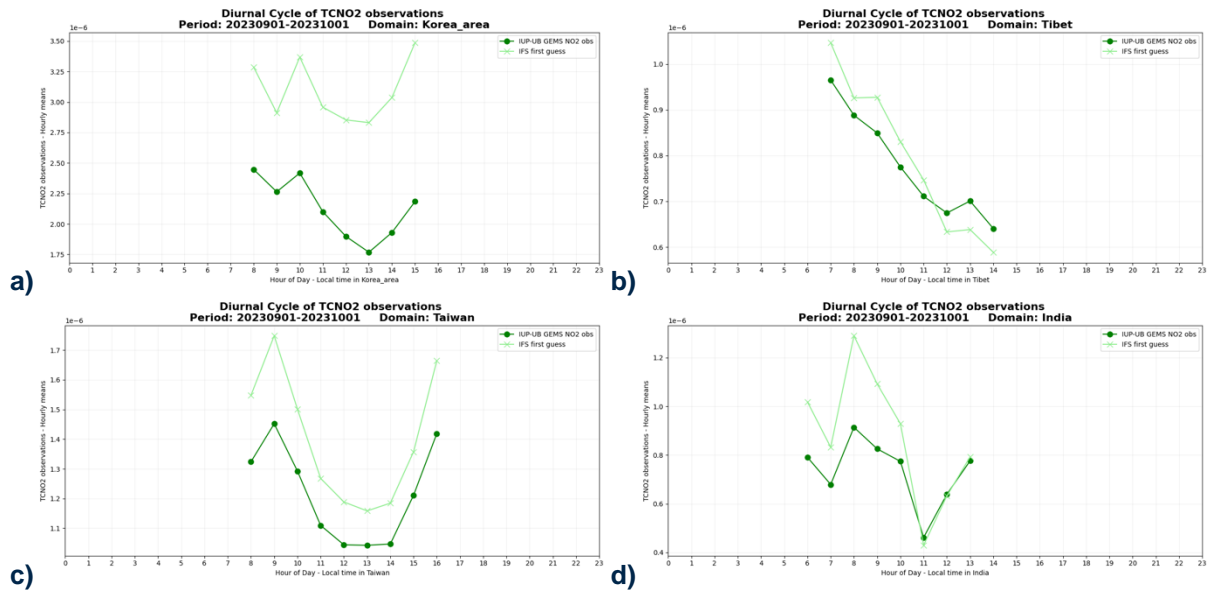 Diurnal Cycle of TCNO2 observations
Period: 20230901-20231001 Domain: Korea_area
1e−6
IUP-UB GEMS NO2 obs
IFS first guess
3.50
3.25
3.00
2.75
2.50
2.25
2.00
1.75
TCNO2 observations - Hourly means
0 1 2 3 4 5 6 7 8 9 10 11 12 13 14 15 16 17 18 19 20 21 22 23
Hour of Day - Local time in Korea_area
a)
Diurnal Cycle of TCNO2 observations
Period: 20230901-20231001 Domain: Tibet
1e−6
IUP-UB GEMS NO2 obs
IFS first guess
1.0
0.9
0.8
0.7
0.6
TCNO2 observations - Hourly means
0 1 2 3 4 5 6 7 8 9 10 11 12 13 14 15 16 17 18 19 20 21 22 23
Hour of Day - Local time in Tibet
b)
Diurnal Cycle of TCNO2 observations
Period: 20230901-20231001 Domain: Taiwan
1e−6
IUP-UB GEMS NO2 obs
IFS first guess
1.7
1.6
1.5
1.4
1.3
1.2
1.1
TCNO2 observations - Hourly means
0 1 2 3 4 5 6 7 8 9 10 11 12 13 14 15 16 17 18 19 20 21 22 23
Hour of Day - Local time in Taiwan
c)
Diurnal Cycle of TCNO2 observations
Period: 20230901-20231001 Domain: India
1e−6
IUP-UB GEMS NO2 obs
IFS first guess
1.2
1.0
0.8
0.6
0.4
TCNO2 observations - Hourly means
0 1 2 3 4 5 6 7 8 9 10 11 12 13 14 15 16 17 18 19 20 21 22 23
Hour of Day - Local time in India
d)